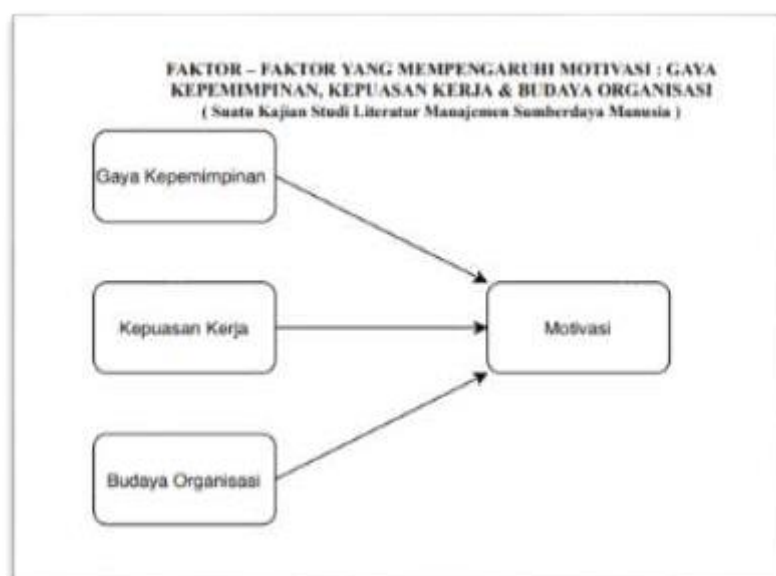 FAKTOR – FAKTOR YANG MEMPENGARUHI MOTIVASI : GAYA
KEPEMIMPINAN, KEPUASAN KERJA & BUDAYA ORGANISASI
( Suatu Kajian Studi Literatur Manajemen Sumberdaya Manusia )
Gaya Kepemimpinan
Kepuasan Kerja
Motivasi
Budaya Organisasi